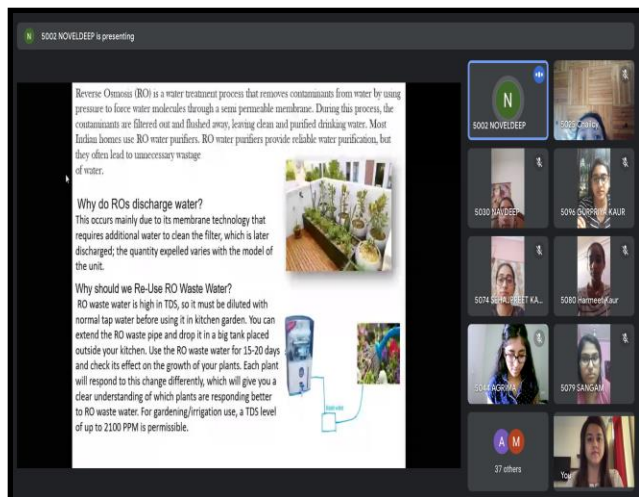 N 5002 NOVELDEEP is presenting
Reverse Osmosis (RO) is a water treatment process that removes contaminants from water by using
pressure to force water molecules through a semi permeable membrane. During this process, the
contaminants are filtered out and flushed away, leaving clean and purified drinking water. Most
Indian homes use RO water purifiers. RO water purifiers provide reliable water purification, but
they often lead to unnecessary wastage
of water.
Why do ROs discharge water?
This occurs mainly due to its membrane technology that
requires additional water to clean the filter, which is later
discharged; the quantity expelled varies with the model of
the unit.
Why should we Re-Use RO Waste Water?
RO waste water is high in TDS, so it must be diluted with
normal tap water before using it in kitchen garden. You can
extend the RO waste pipe and drop it in a big tank placed
outside your kitchen. Use the RO waste water for 15-20 days
and check its effect on the growth of your plants. Each plant
will respond to this change differently, which will give you a
clear understanding of which plants are responding better
to RO waste water. For gardening/irrigation use, a TDS level
of up to 2100 PPM is permissible.
N
5002 NOVELDEEP
5030 NAVDEEP
5096 GURPRIYA KAUR
5074 SEHAJPREET KA...
5080 Harmeet Kaur
5044 AGRIMA
5079 SANGAM
A M
37 others
You